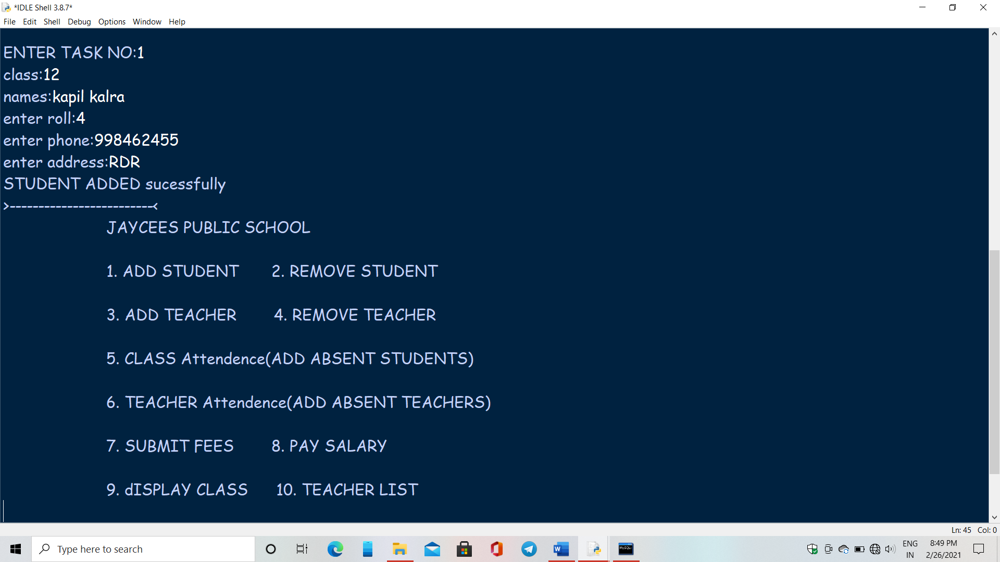 *IDLE Shell 3.8.7*
File Edit Shell Debug Options Window Help
ENTER TASK NO:1
class:12
names:kapil kalra
enter roll:4
enter phone:998462455
enter address:RDR
STUDENT ADDED sucessfully
>-------------------------<
JAYCEES PUBLIC SCHOOL
1. ADD STUDENT 2. REMOVE STUDENT
3. ADD TEACHER 4. REMOVE TEACHER
5. CLASS Attendence(ADD ABSENT STUDENTS)
6. TEACHER Attendence(ADD ABSENT TEACHERS)
7. SUBMIT FEES 8. PAY SALARY
9. dISPLAY CLASS 10. TEACHER LIST
Ln: 45 Col: 0
Type here to search
ENG 8:49 PM
IN 2/26/2021